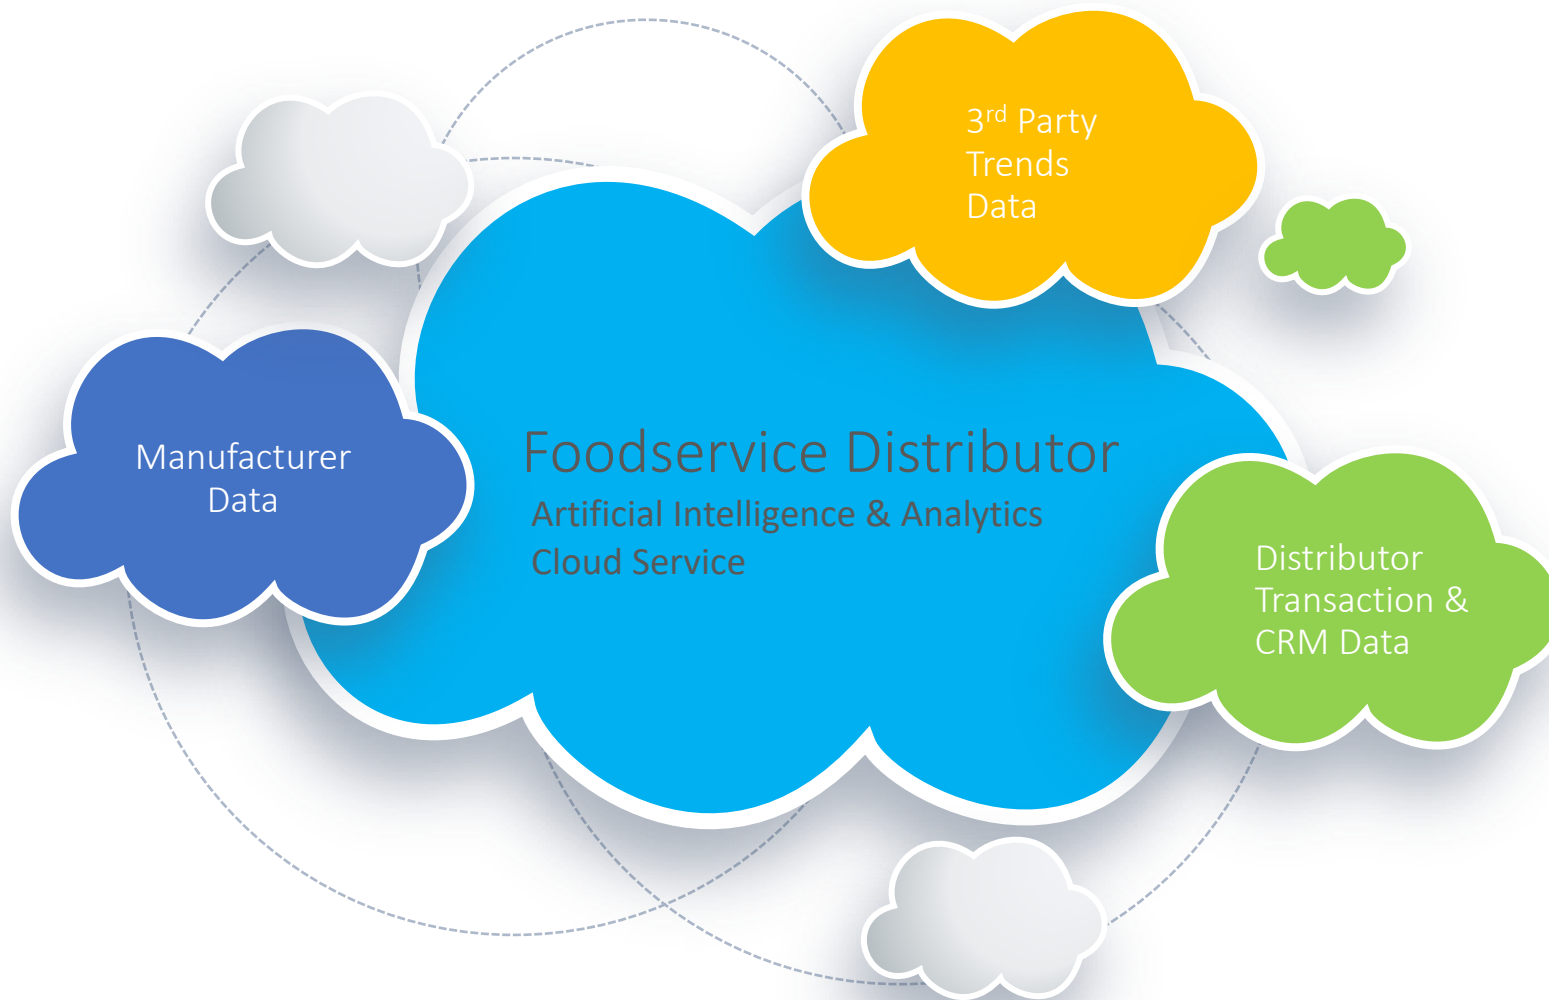 3rd Party
Trends
Data
Manufacturer
Data
Foodservice Distributor
Artificial Intelligence & Analytics
Cloud Service
Distributor
Transaction &
CRM Data